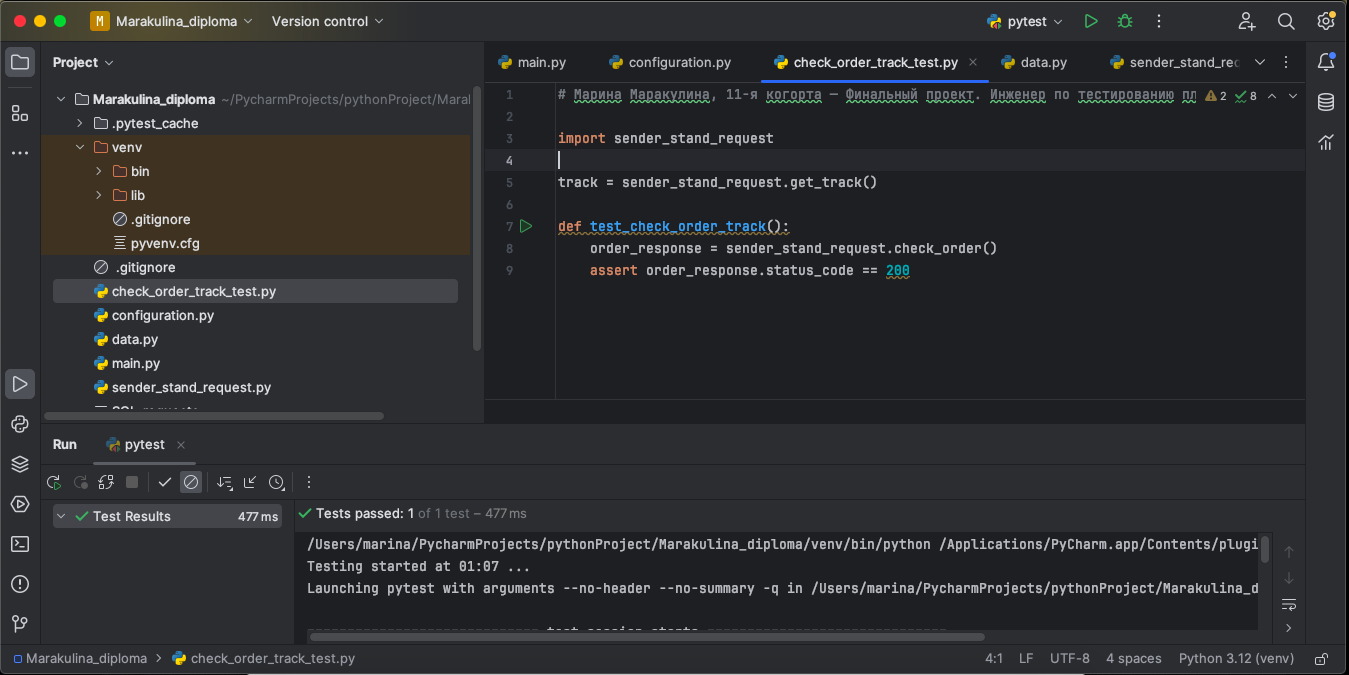 M Marakulina_diploma Version control pytest
Project
Marakulina_diploma ~/PycharmProjects/pythonProject/Maral
.pytest_cache
venv
bin
lib
.gitignore
pyvenv.cfg
.gitignore
check_order_track_test.py
configuration.py
data.py
main.py
sender_stand_request.py
main.py configuration.py check_order_track_test.py data.py sender_stand_rec
1 # Марина Маракулина, 11-я когорта — Финальный проект. Инженер по тестированию пл 2 8
2
3 import sender_stand_request
4
5 track = sender_stand_request.get_track()
6
7 def test_check_order_track():
8 order_response = sender_stand_request.check_order()
9 assert order_response.status_code == 200
Run pytest
Test Results 477 ms
Tests passed: 1 of 1 test – 477 ms
/Users/marina/PycharmProjects/pythonProject/Marakulina_diploma/venv/bin/python /Applications/PyCharm.app/Contents/plugi
Testing started at 01:07 ...
Launching pytest with arguments --no-header --no-summary -q in /Users/marina/PycharmProjects/pythonProject/Marakulina_d
Marakulina_diploma > check_order_track_test.py 4:1 LF UTF-8 4 spaces Python 3.12 (venv)